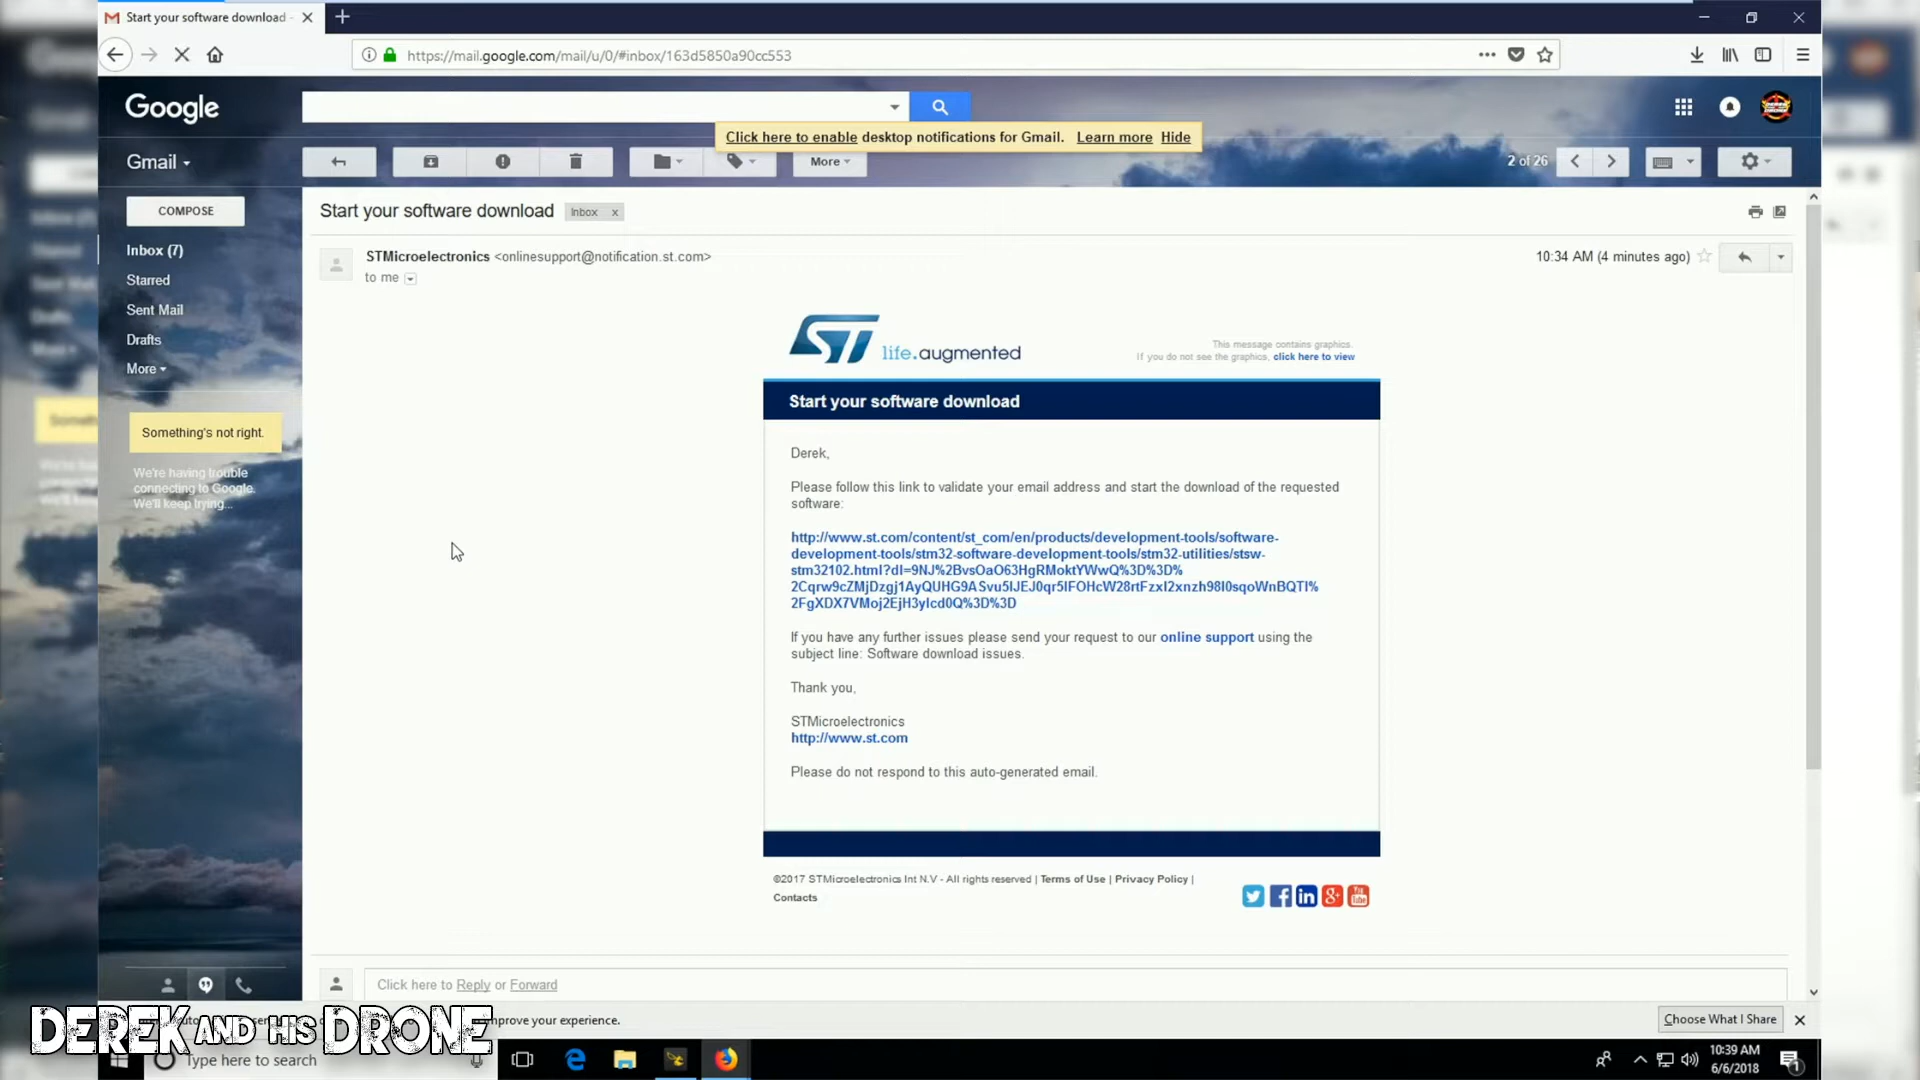 Start your software download -
https://mail.google.com/mail/u/0/#inbox/163d5850a90cc553
Google
Click here to enable desktop notifications for Gmail. Learn more Hide
Gmail
More
2 of 26
COMPOSE
Start your software download
Inbox x
Inbox (7)
STMicroelectronics <onlinesupport@notification.st.com>
10:34 AM (4 minutes ago)
to me
Starred
Sent Mail
Drafts
More
ST life.augmented
This message contains graphics.
If you do not see the graphics, click here to view
Start your software download
Something's not right.
We're having trouble
connecting to Google.
We'll keep trying...
Derek,
Please follow this link to validate your email address and start the download of the requested
software:
http://www.st.com/content/st_com/en/products/development-tools/software-
development-tools/stm32-software-development-tools/stm32-utilities/stsw-
stm32102.html?dl=9NJ%2BvsOaO63HgRMoktYWwQ%3D%3D%
2Cqrw9cZMjDzgj1AyQUHG9ASvu5IJEJ0qr5IFOHcW28rtFzxI2xnzh98I0sqoWnBQTI%
2FgXDX7VMoj2EjH3ylcd0Q%3D%3D
If you have any further issues please send your request to our online support using the
subject line: Software download issues.
Thank you,
STMicroelectronics
http://www.st.com
Please do not respond to this auto-generated email.
©2017 STMicroelectronics Int N.V - All rights reserved | Terms of Use | Privacy Policy |
Contacts
Click here to Reply or Forward
improve your experience.
Choose What I Share
DEREK AND HIS DRONE
Type here to search
10:39 AM
6/6/2018
1